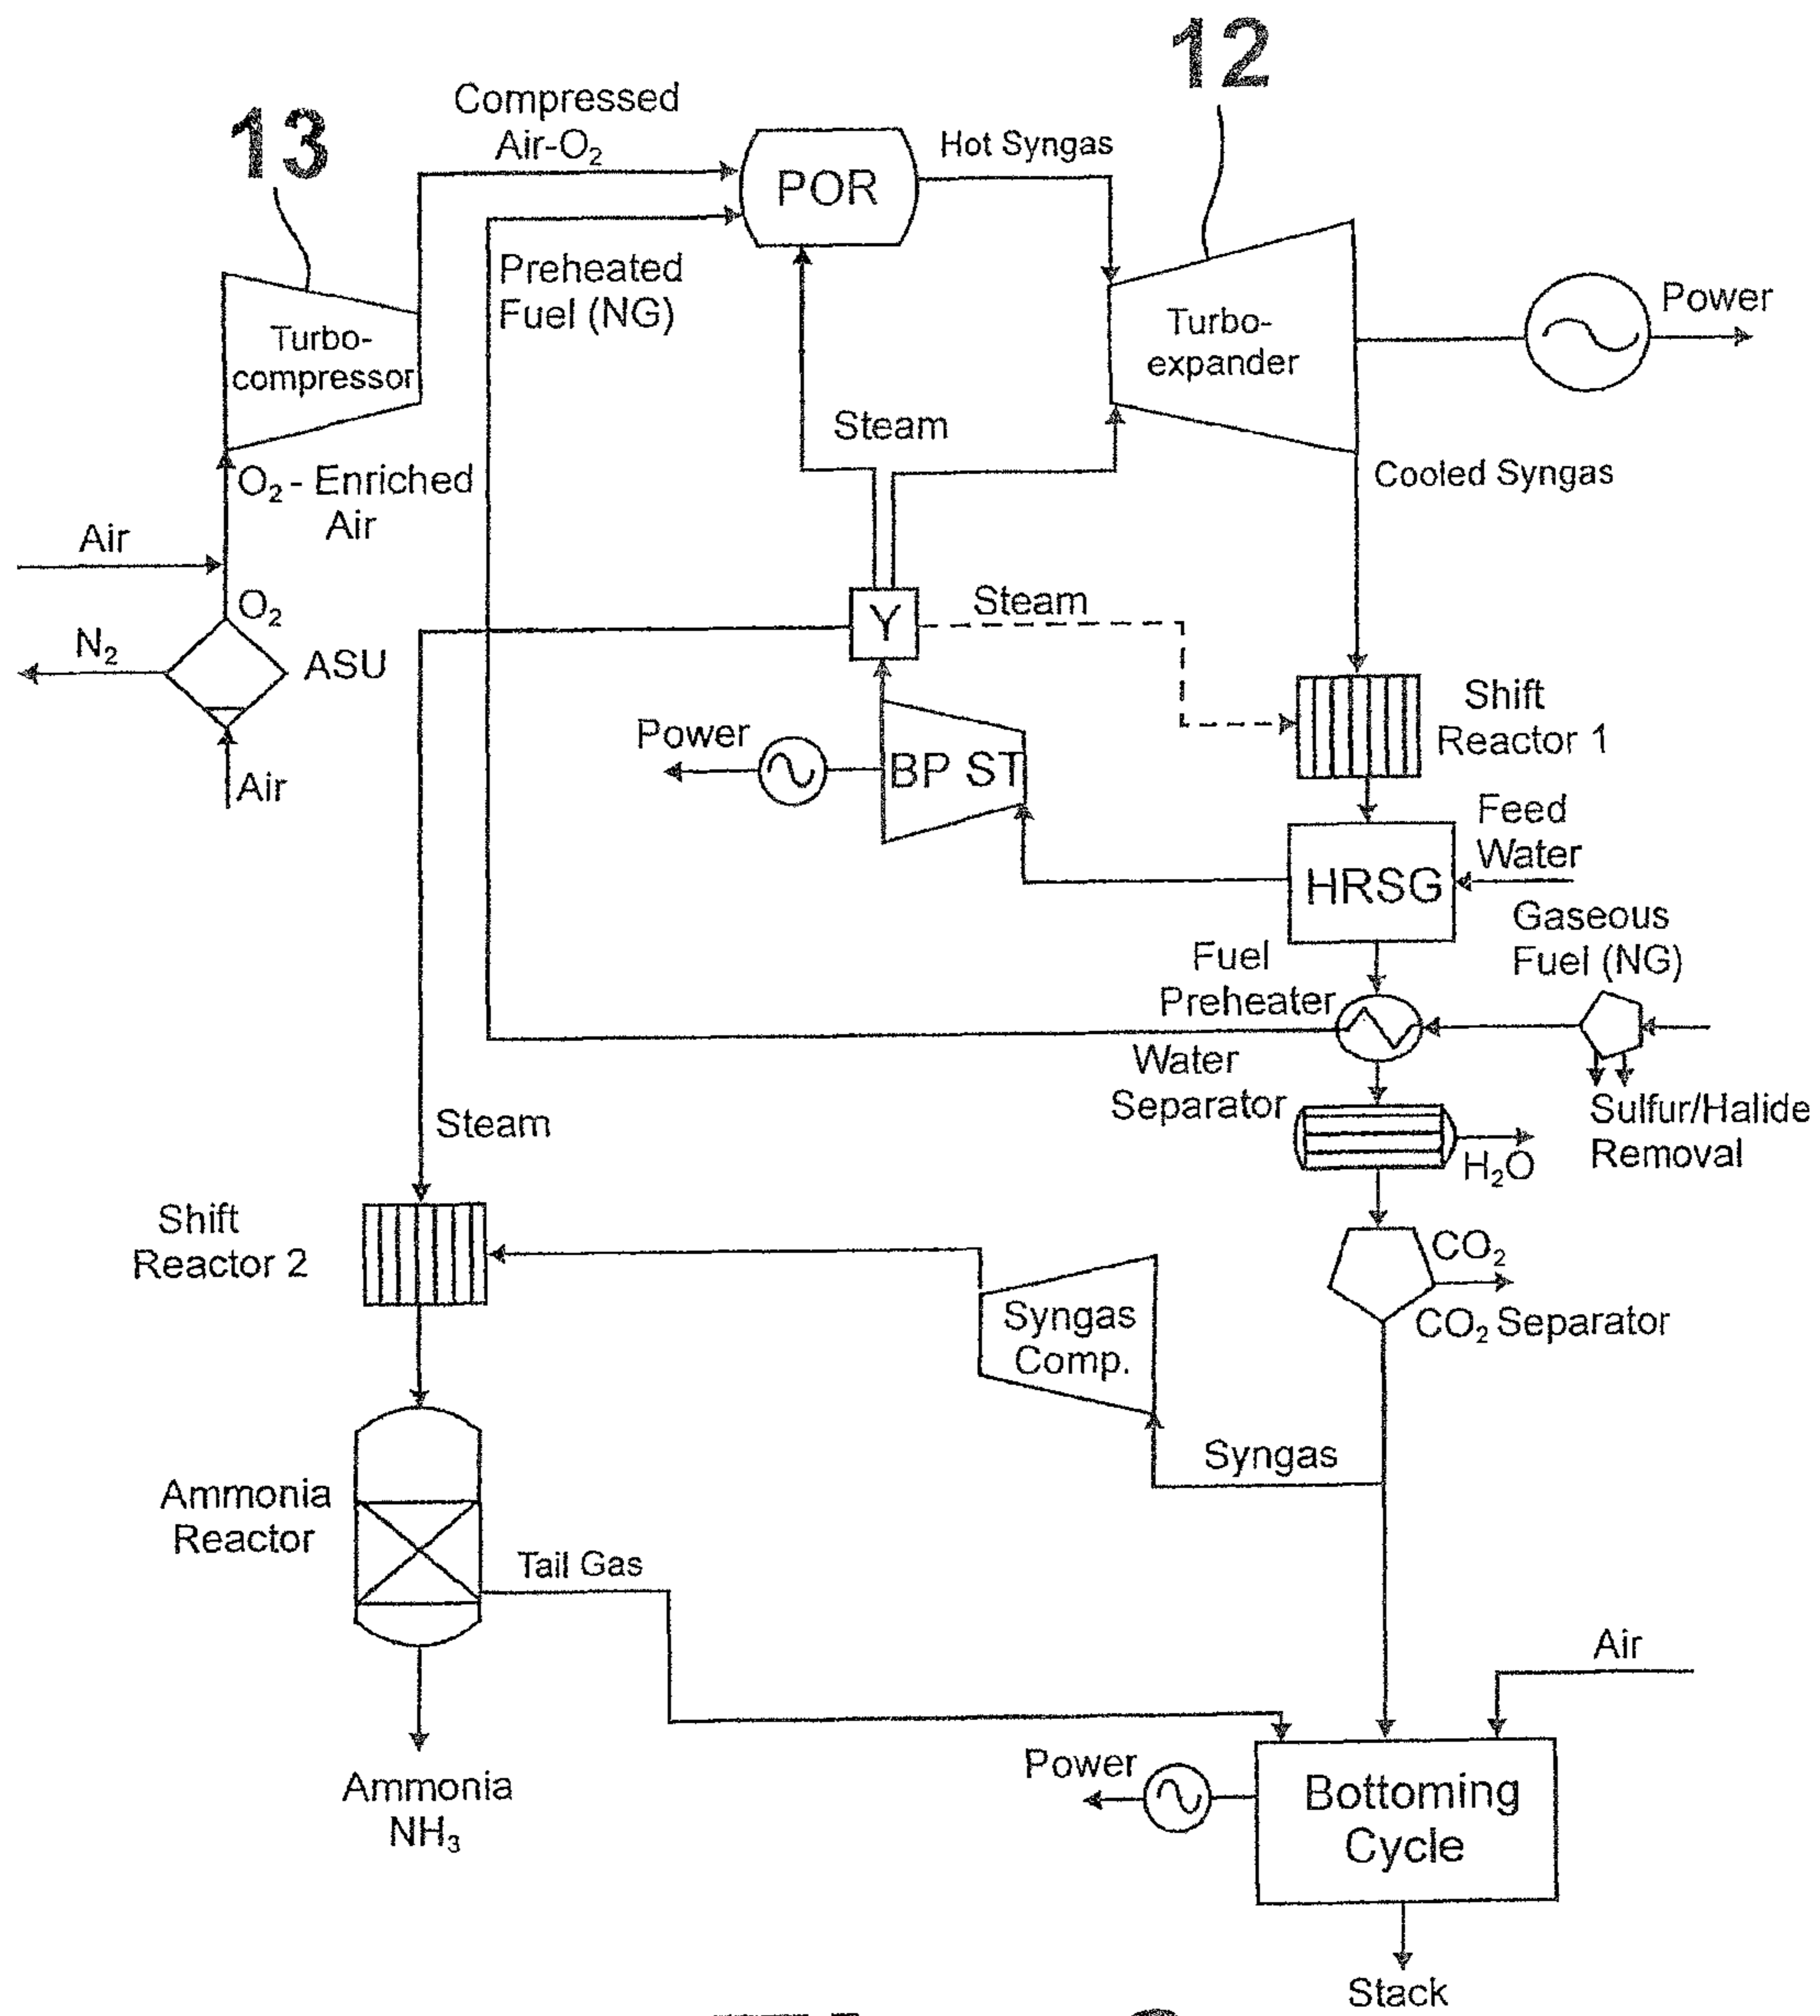 12
13
Compressed
Air-O₂
POR
Hot Syngas
Preheated
Fuel (NG)
Turbo-
compressor
Turbo-
expander
Power
Steam
Cooled Syngas
O₂ - Enriched
Air
Air
O₂
N₂
ASU
Air
Y
Steam
Shift
Reactor 1
Power
BP ST
Feed
Water
HRSG
Gaseous
Fuel (NG)
Fuel
Preheater
Water
Separator
Sulfur/Halide
Removal
H₂O
Steam
Shift
Reactor 2
CO₂
CO₂ Separator
Syngas
Comp.
Syngas
Ammonia
Reactor
Tail Gas
Air
Power
Bottoming
Cycle
Ammonia
NH₃
Stack